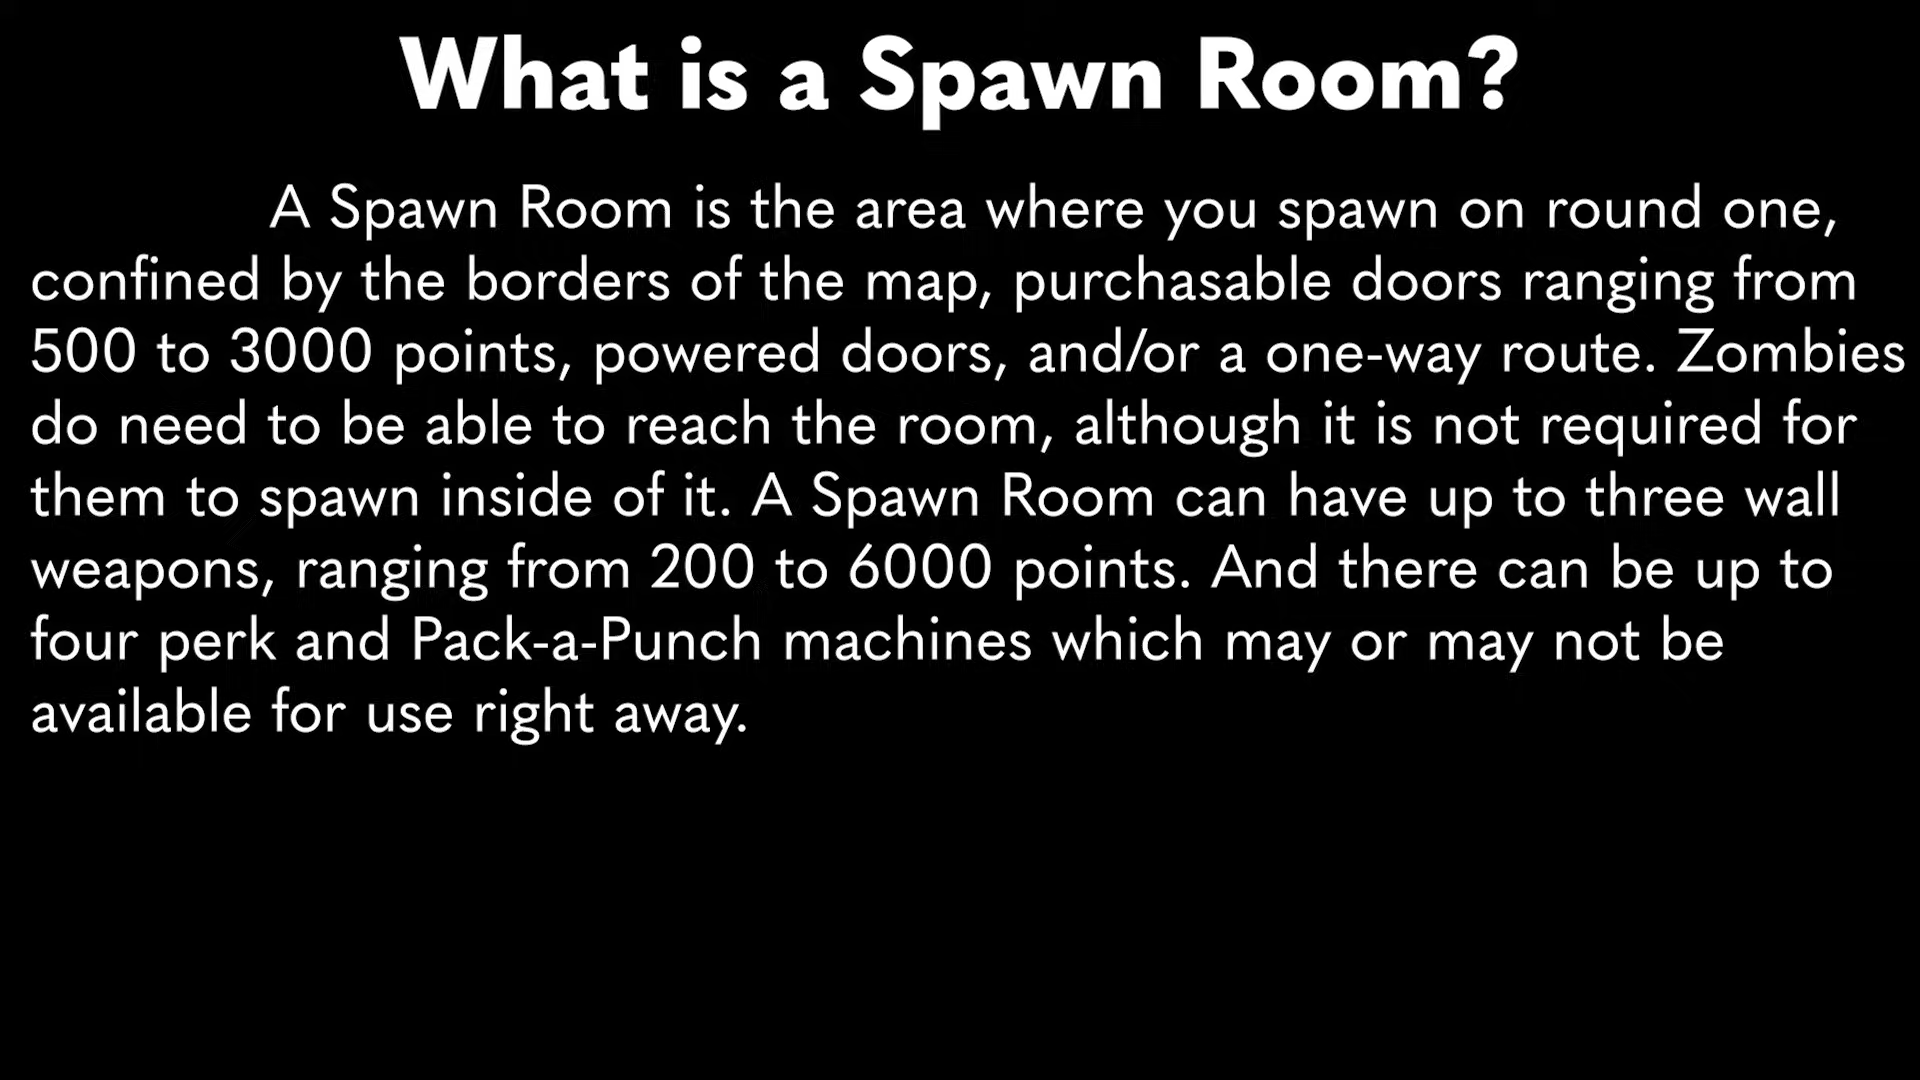 What is a Spawn Room?
A Spawn Room is the area where you spawn on round one,
confined by the borders of the map, purchasable doors ranging from
500 to 3000 points, powered doors, and/or a one-way route. Zombies
do need to be able to reach the room, although it is not required for
them to spawn inside of it. A Spawn Room can have up to three wall
weapons, ranging from 200 to 6000 points. And there can be up to
four perk and Pack-a-Punch machines which may or may not be
available for use right away.